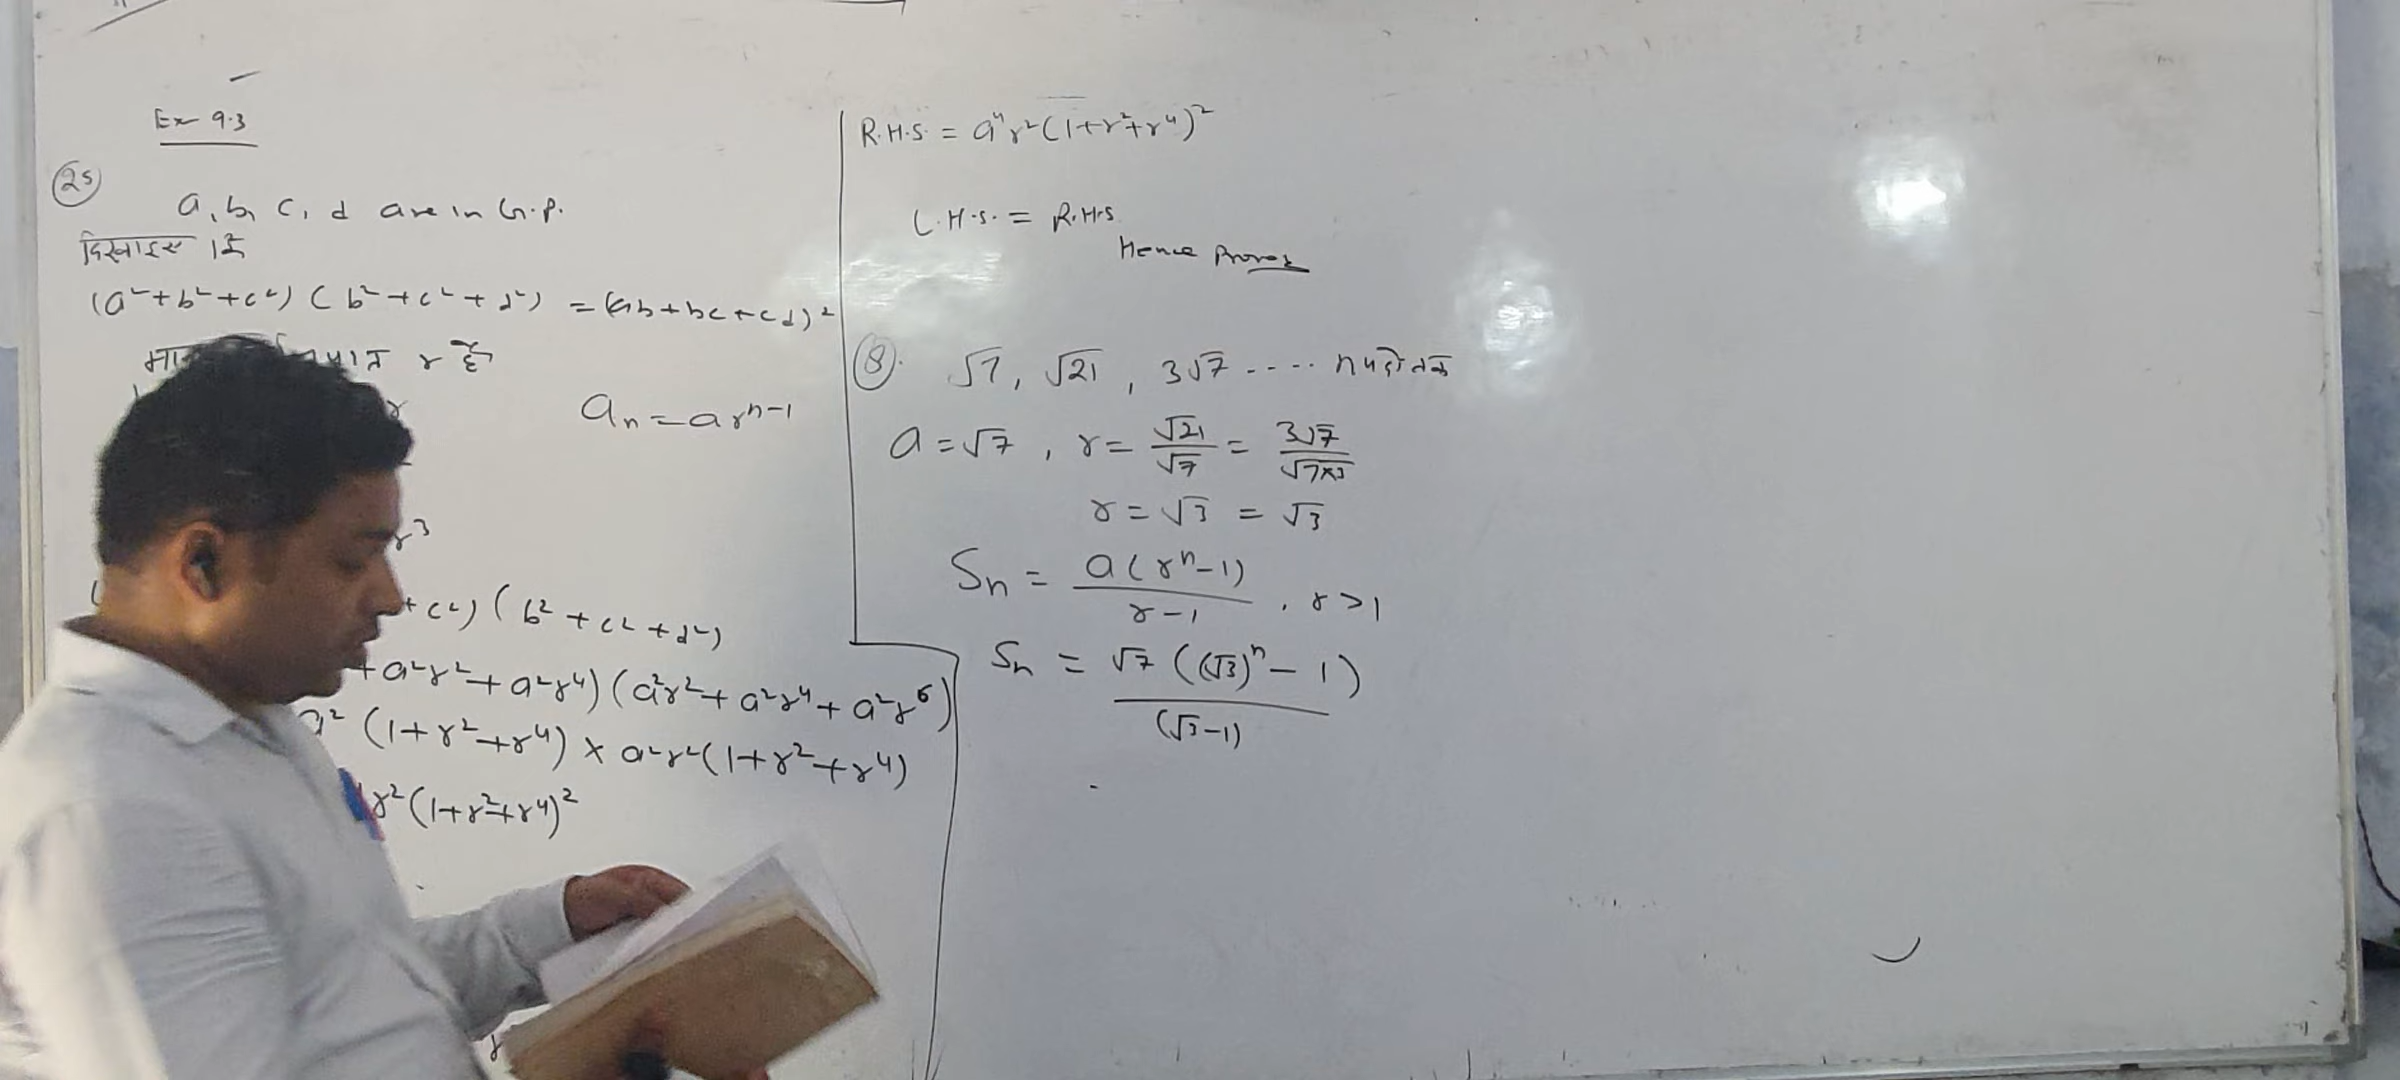 Ex 9.3
(25)
a, b, c, d are in G.P.
दिखाइए कि
(a²+b²+c²) (b²+c²+d²) = (ab+bc+cd)²
r है
r
aₙ = arⁿ⁻¹
r³
+c²) (b²+c²+d²)
+a²r²+a²r⁴) (a²r²+a²r⁴+a²r⁶)
a² (1+r²+r⁴) × a²r²(1+r²+r⁴)
r²(1+r²+r⁴)²
R.H.S. = a⁴r²(1+r²+r⁴)²
L.H.S. = R.H.S.
Hence Proved
(8). √7, √21, 3√7 .... n पदों तक
a = √7, r = √21/√7 = 3√7/√7×3
r = √3 = √3
Sₙ = a(rⁿ-1)/r-1, r>1
Sₙ = √7((√3)ⁿ-1)/(√3-1)